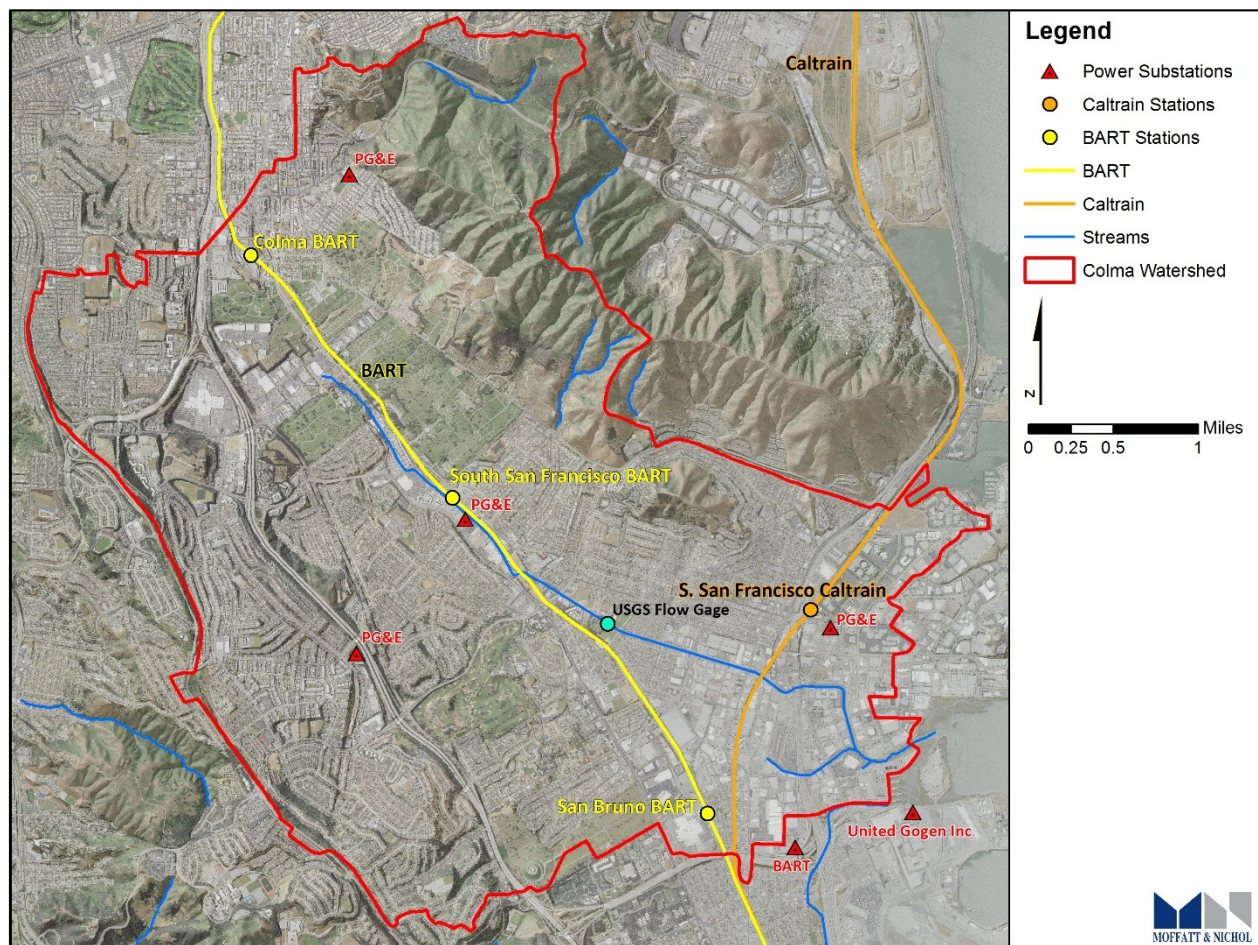 Caltrain
PG&E
Colma BART
BART
South San Francisco BART
PG&E
S. San Francisco Caltrain
USGS Flow Gage
PG&E
PG&E
San Bruno BART
United Gogen Inc
BART
Legend
Power Substations
Caltrain Stations
BART Stations
BART
Caltrain
Streams
Colma Watershed
N
Miles
0 0.25 0.5 1
MOFFATT & NICHOL